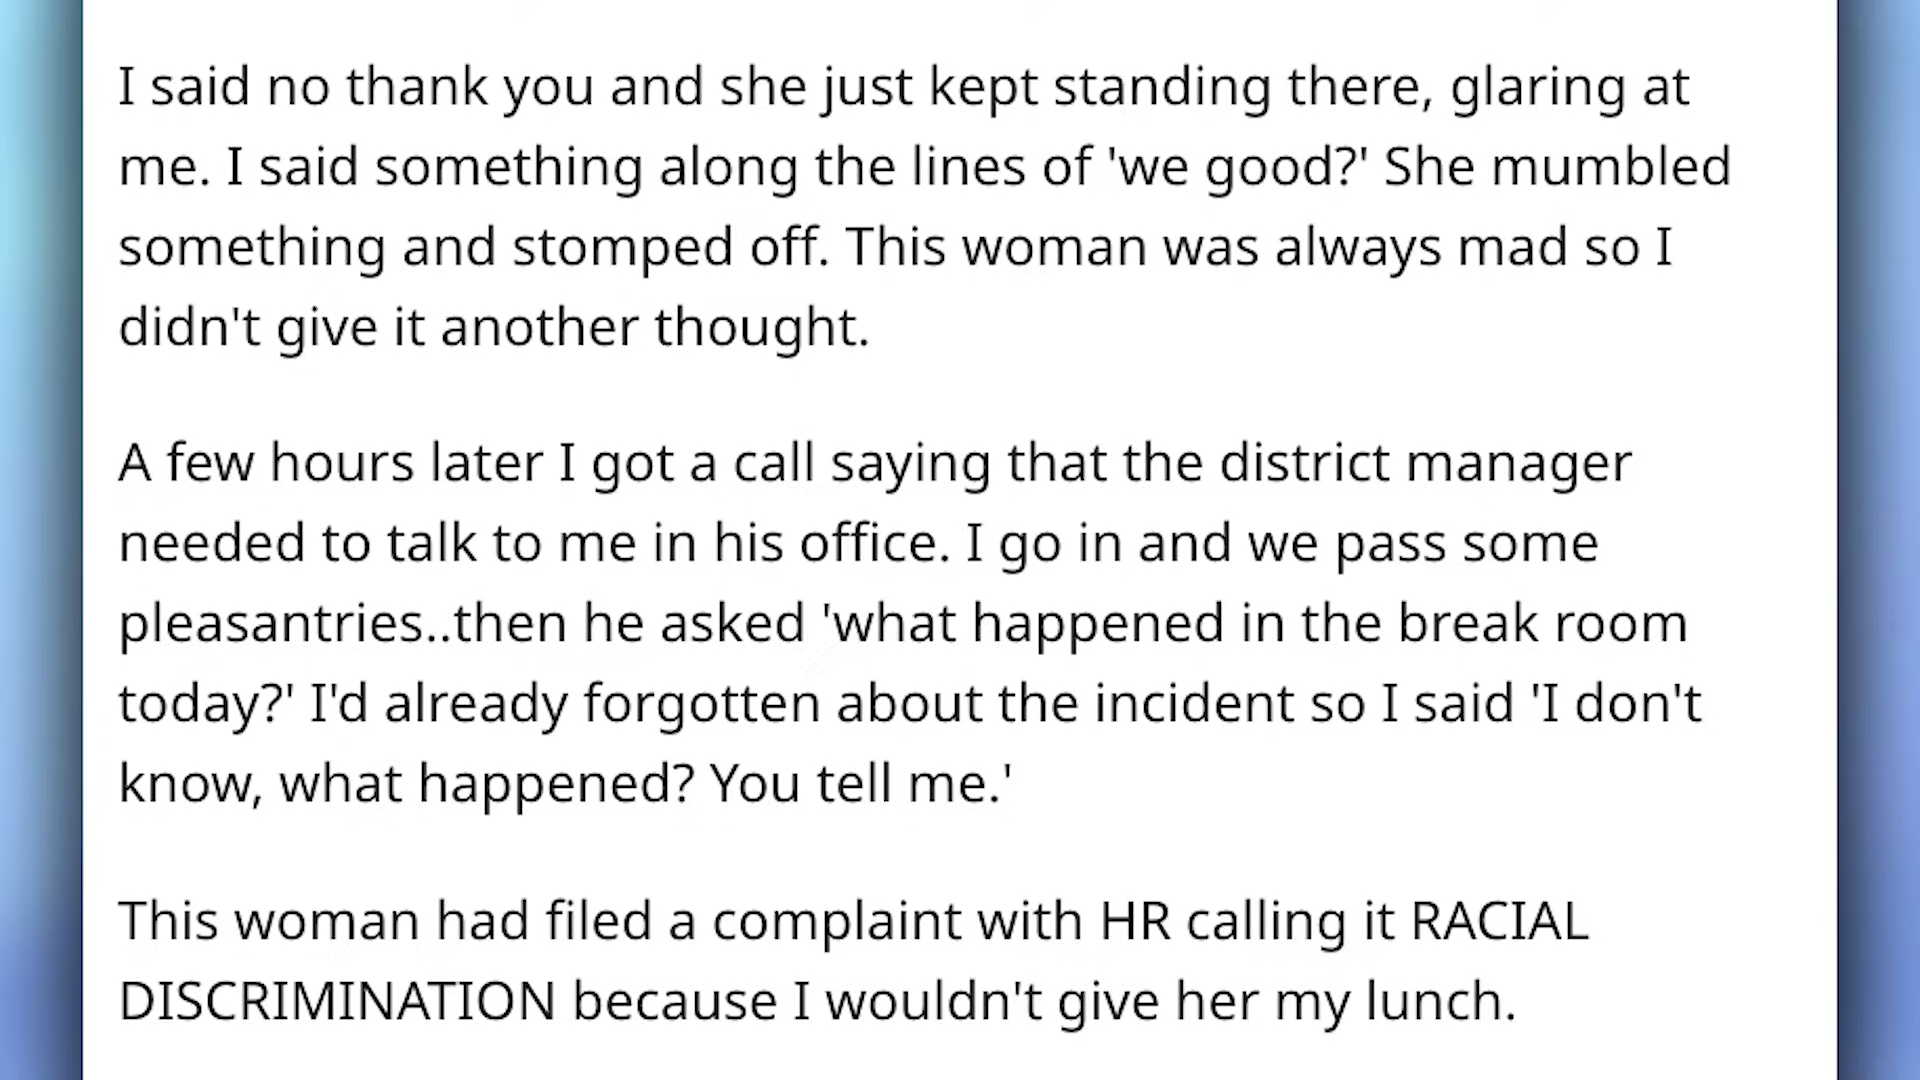 I said no thank you and she just kept standing there, glaring at
me. I said something along the lines of 'we good?' She mumbled
something and stomped off. This woman was always mad so I
didn't give it another thought.
A few hours later I got a call saying that the district manager
needed to talk to me in his office. I go in and we pass some
pleasantries..then he asked 'what happened in the break room
today?' I'd already forgotten about the incident so I said 'I don't
know, what happened? You tell me.'
This woman had filed a complaint with HR calling it RACIAL
DISCRIMINATION because I wouldn't give her my lunch.